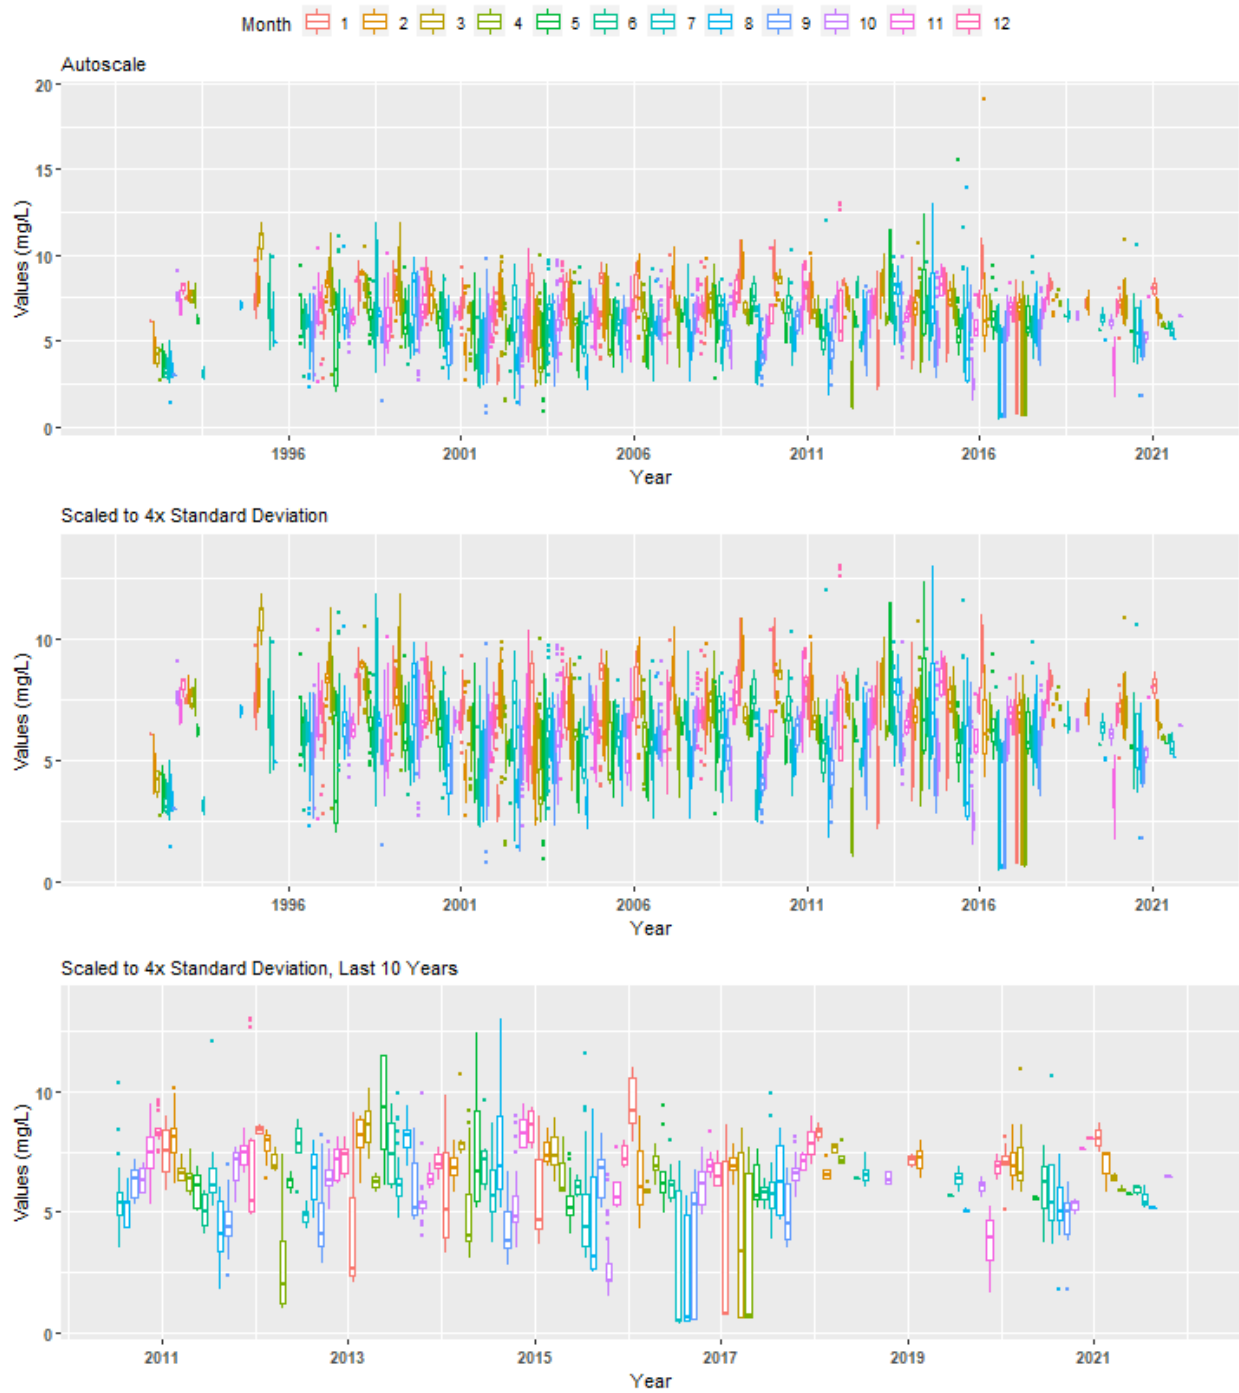 Month 1 2 3 4 5 6 7 8 9 10 11 12
Autoscale
20
15
10
5
0
Values (mg/L)
1996 2001 2006 2011 2016 2021
Year
Scaled to 4x Standard Deviation
10
5
0
Values (mg/L)
1996 2001 2006 2011 2016 2021
Year
Scaled to 4x Standard Deviation, Last 10 Years
10
5
0
Values (mg/L)
2011 2013 2015 2017 2019 2021
Year